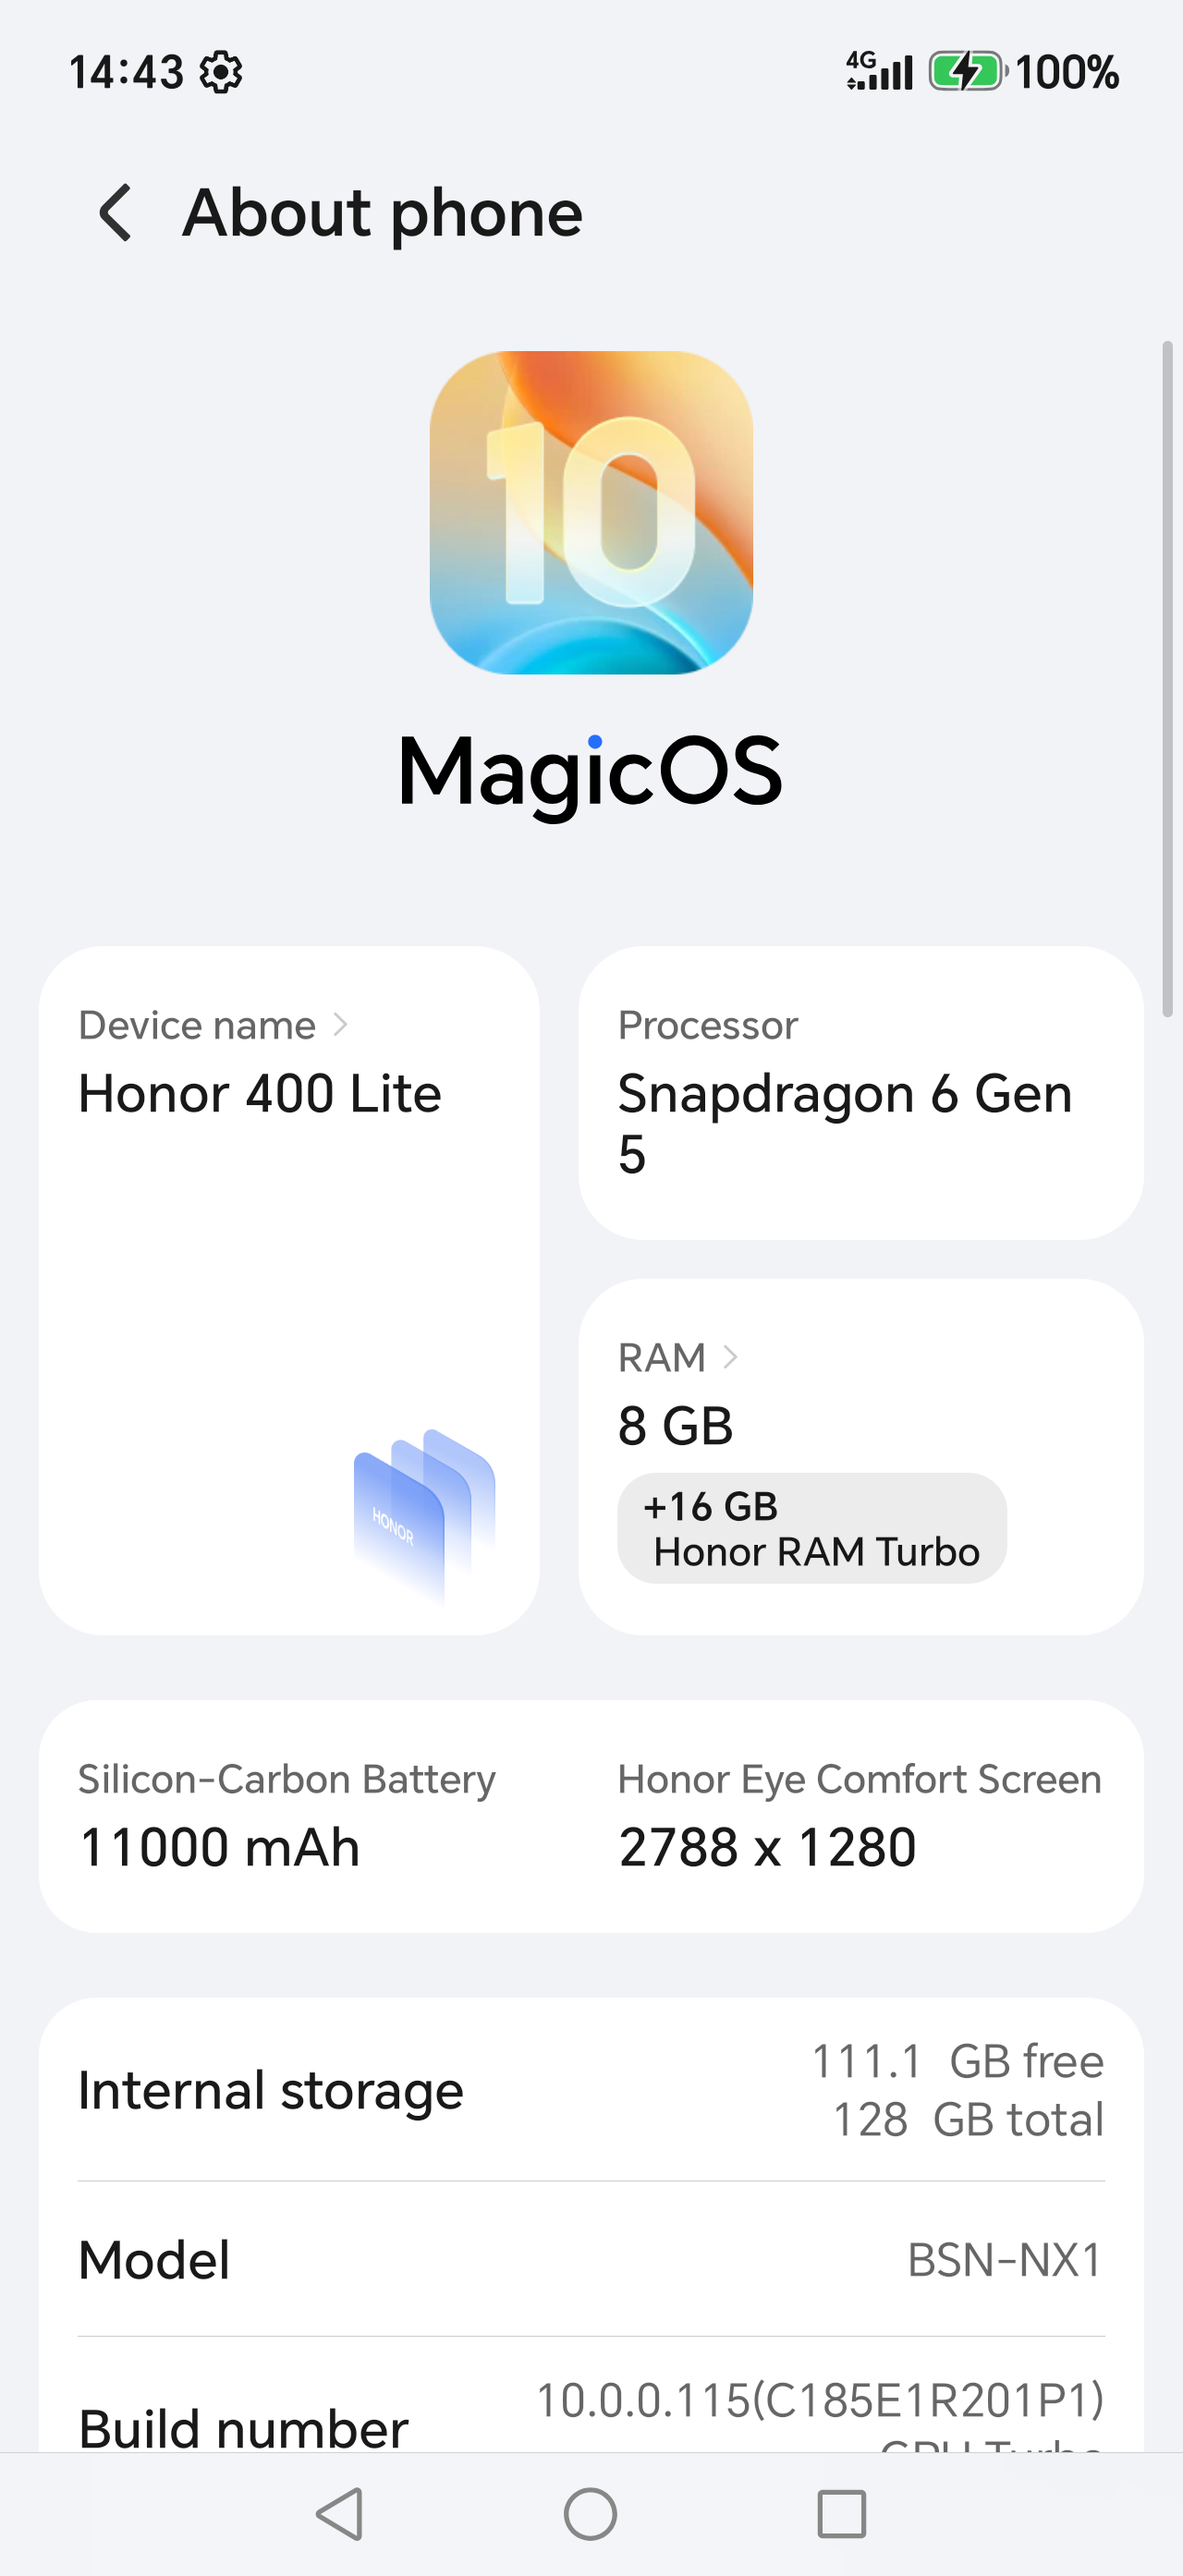 14:43
4G
100%
About phone
10
MagicOS
Device name
Honor 400 Lite
Processor
Snapdragon 6 Gen
5
RAM
8 GB
+16 GB
Honor RAM Turbo
HONOR
Silicon-Carbon Battery
11000 mAh
Honor Eye Comfort Screen
2788 x 1280
Internal storage
111.1 GB free
128 GB total
Model
BSN-NX1
Build number
10.0.0.115(C185E1R201P1)
GPU Turbo